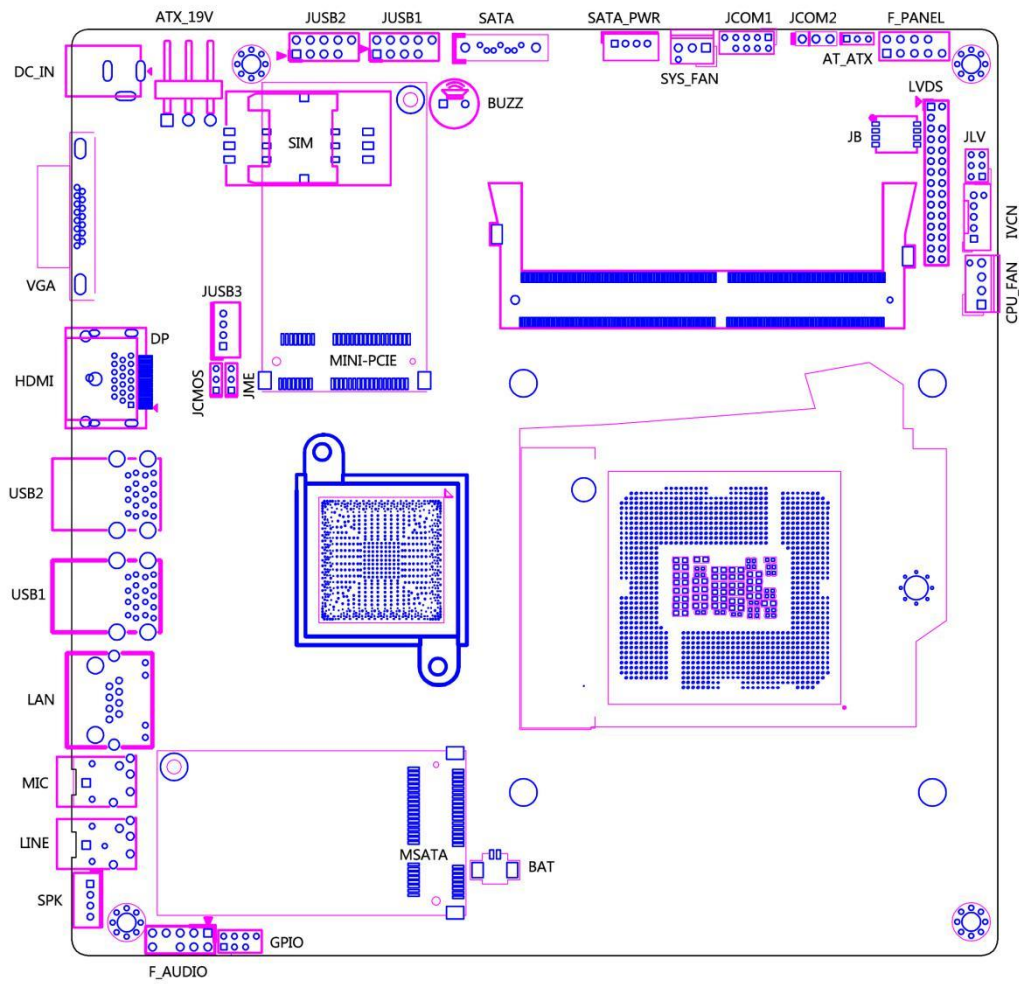 ATX_19V
JUSB2
JUSB1
SATA
SATA_PWR
JCOM1
JCOM2
F_PANEL
DC_IN
SYS_FAN
AT_ATX
BUZZ
LVDS
SIM
JB
JLV
IVCN
VGA
JUSB3
CPU_FAN
DP
MINI-PCIE
HDMI
JCMOS
JME
USB2
USB1
LAN
MIC
LINE
MSATA
BAT
SPK
GPIO
F_AUDIO